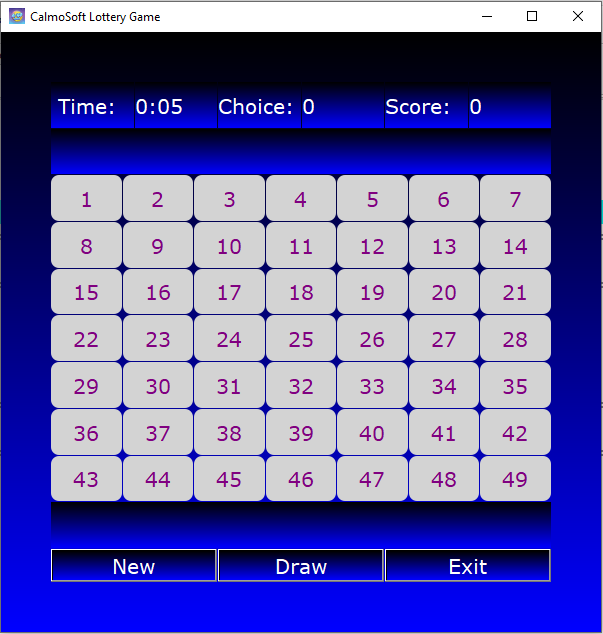 CalmoSoft Lottery Game
Time: 0:05 Choice: 0 Score: 0
1 2 3 4 5 6 7
8 9 10 11 12 13 14
15 16 17 18 19 20 21
22 23 24 25 26 27 28
29 30 31 32 33 34 35
36 37 38 39 40 41 42
43 44 45 46 47 48 49
New Draw Exit